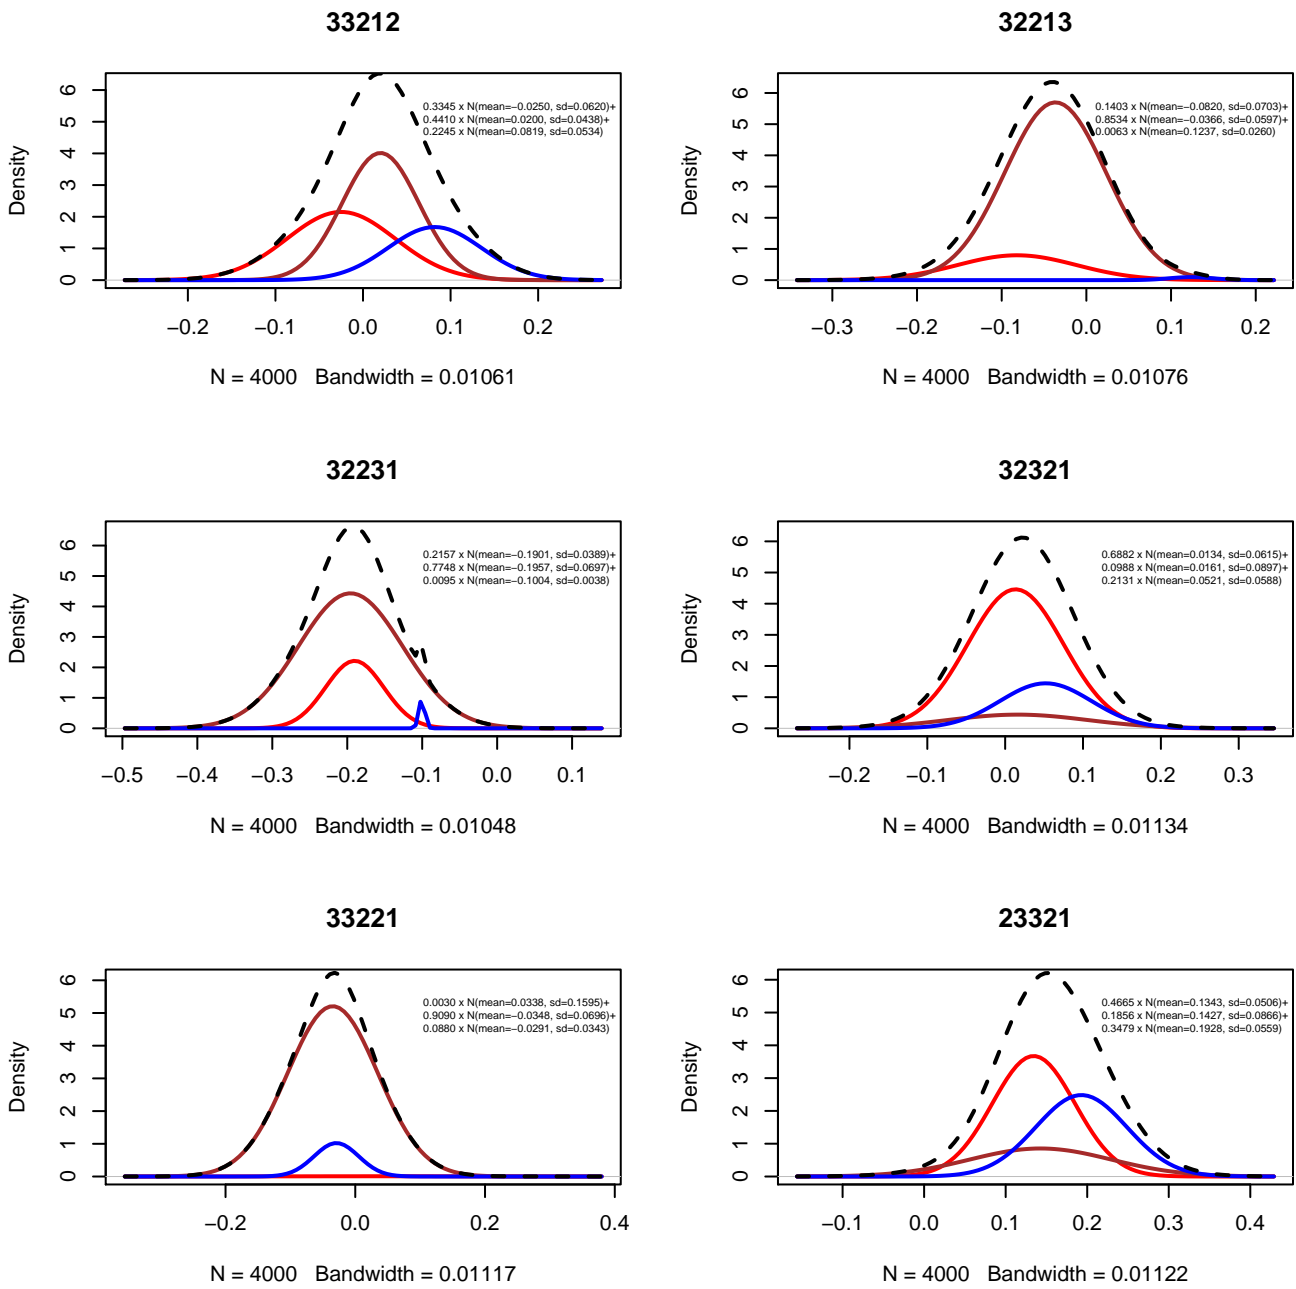 33212
Density
0 1 2 3 4 5 6
0.3345 x N(mean=−0.0250, sd=0.0620)+
0.4410 x N(mean=0.0200, sd=0.0438)+
0.2245 x N(mean=0.0819, sd=0.0534)
−0.2 −0.1 0.0 0.1 0.2
N = 4000 Bandwidth = 0.01061
32213
Density
0 1 2 3 4 5 6
0.1403 x N(mean=−0.0820, sd=0.0703)+
0.8534 x N(mean=−0.0366, sd=0.0597)+
0.0063 x N(mean=0.1237, sd=0.0260)
−0.3 −0.2 −0.1 0.0 0.1 0.2
N = 4000 Bandwidth = 0.01076
32231
Density
0 1 2 3 4 5 6
0.2157 x N(mean=−0.1901, sd=0.0389)+
0.7748 x N(mean=−0.1957, sd=0.0697)+
0.0095 x N(mean=−0.1004, sd=0.0038)
−0.5 −0.4 −0.3 −0.2 −0.1 0.0 0.1
N = 4000 Bandwidth = 0.01048
32321
Density
0 1 2 3 4 5 6
0.6882 x N(mean=0.0134, sd=0.0615)+
0.0988 x N(mean=0.0161, sd=0.0897)+
0.2131 x N(mean=0.0521, sd=0.0588)
−0.2 −0.1 0.0 0.1 0.2 0.3
N = 4000 Bandwidth = 0.01134
33221
Density
0 1 2 3 4 5 6
0.0030 x N(mean=0.0338, sd=0.1595)+
0.9090 x N(mean=−0.0348, sd=0.0696)+
0.0880 x N(mean=−0.0291, sd=0.0343)
−0.2 0.0 0.2 0.4
N = 4000 Bandwidth = 0.01117
23321
Density
0 1 2 3 4 5 6
0.4665 x N(mean=0.1343, sd=0.0506)+
0.1856 x N(mean=0.1427, sd=0.0866)+
0.3479 x N(mean=0.1928, sd=0.0559)
−0.1 0.0 0.1 0.2 0.3 0.4
N = 4000 Bandwidth = 0.01122